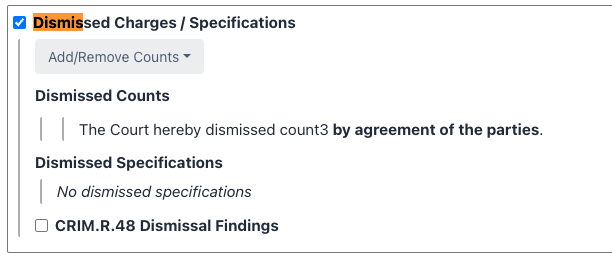 Dismissed Charges / Specifications
Add/Remove Counts
Dismissed Counts
The Court hereby dismissed count3 by agreement of the parties.
Dismissed Specifications
No dismissed specifications
CRIM.R.48 Dismissal Findings